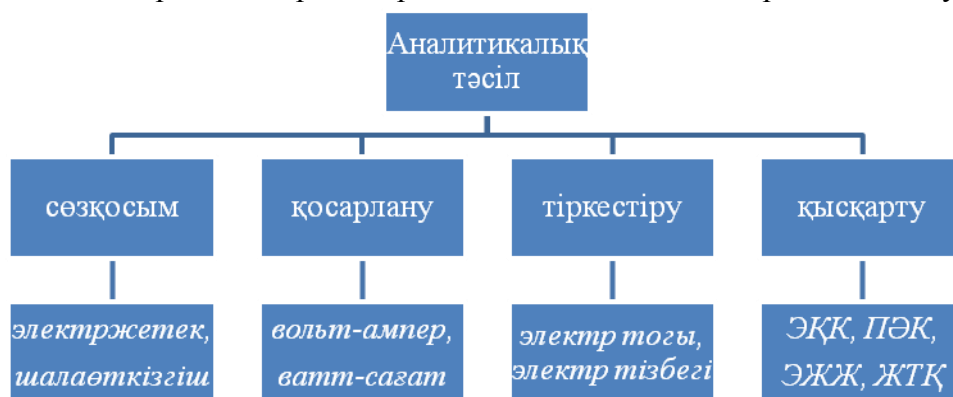 Аналитикалық
тәсіл
сөзқосым
қосарлану
тіркестіру
қысқарту
электржетек,
шалаөткізгіш
вольт-ампер,
ватт-сағат
электр тогы,
электр тізбегі
ЭҚК, ПӘК,
ЭЖЖ, ЖТҚ